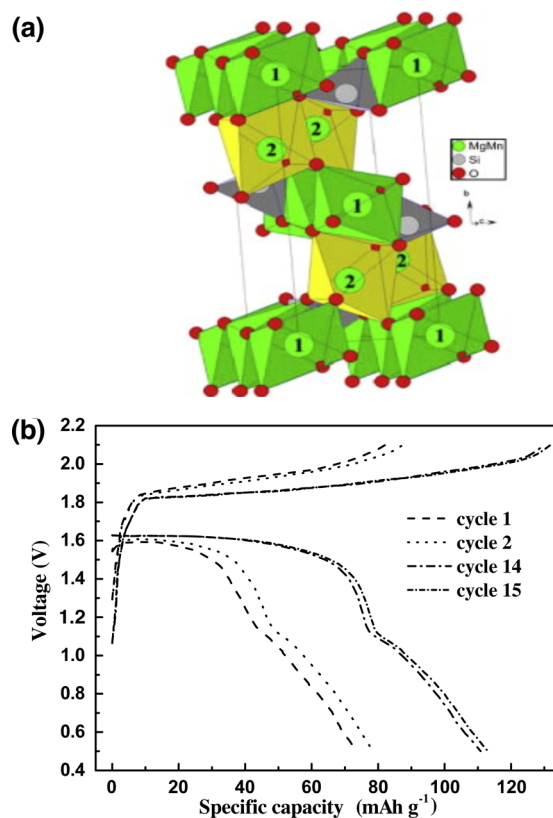 (a)
1
1
2
2
1
2
2
1
1
MgMn
Si
O
b
c
(b)
2.2
2.0
1.8
1.6
1.4
1.2
1.0
0.8
0.6
0.4
Voltage (V)
cycle 1
cycle 2
cycle 14
cycle 15
0 20 40 60 80 100 120
Specific capacity (mAh g⁻¹)